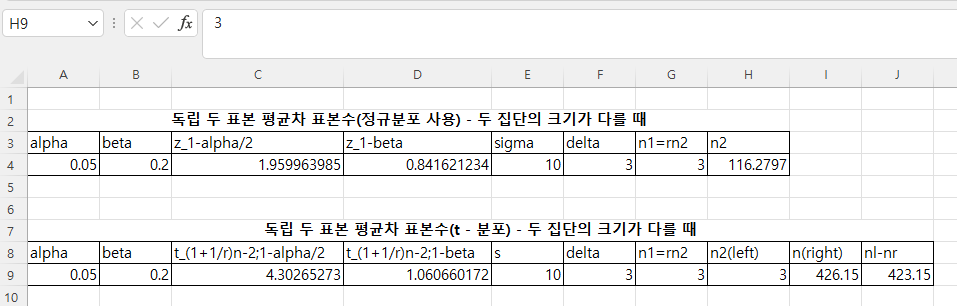 H9 fx 3
A B C D E F G H I J
1
2 독립 두 표본 평균차 표본수(정규분포 사용) - 두 집단의 크기가 다를 때
3 alpha beta z_1-alpha/2 z_1-beta sigma delta n1=rn2 n2
4 0.05 0.2 1.959963985 0.841621234 10 3 3 116.2797
5
6
7 독립 두 표본 평균차 표본수(t - 분포) - 두 집단의 크기가 다를 때
8 alpha beta t_(1+1/r)n-2;1-alpha/2 t_(1+1/r)n-2;1-beta s delta n1=rn2 n2(left) n(right) nl-nr
9 0.05 0.2 4.30265273 1.060660172 10 3 3 3 426.15 423.15
10